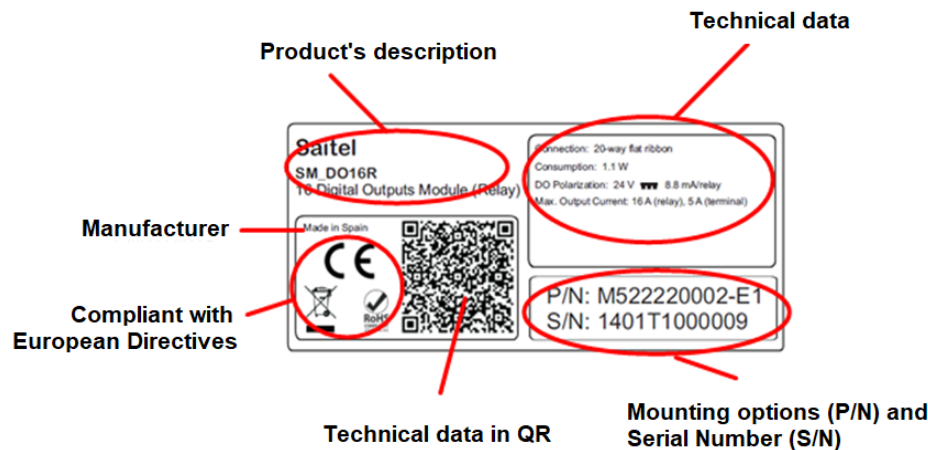 Technical data
Product's description
Saitel
SM_DO16R
16 Digital Outputs Module (Relay)
Connection: 20-way flat ribbon
Consumption: 1.1 W
DO Polarization: 24 V 8.8 mA/relay
Max. Output Current: 16 A (relay), 5 A (terminal)
Manufacturer
Made in Spain
CE
RoHS
Compliant with
European Directives
P/N: M522220002-E1
S/N: 1401T1000009
Technical data in QR
Mounting options (P/N) and
Serial Number (S/N)